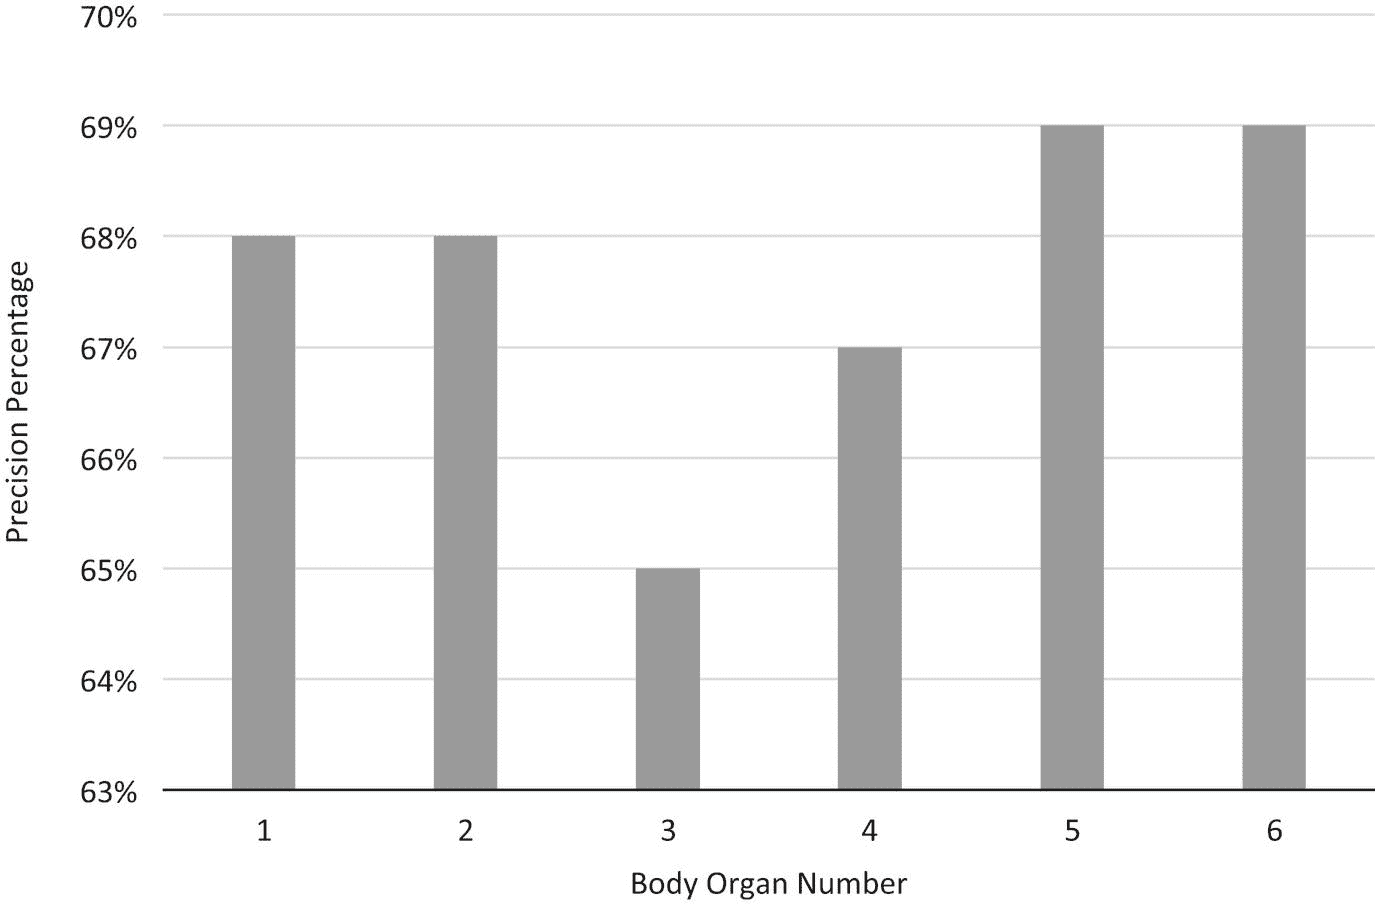 70%
69%
68%
67%
66%
65%
64%
63%
Precision Percentage
1 2 3 4 5 6
Body Organ Number